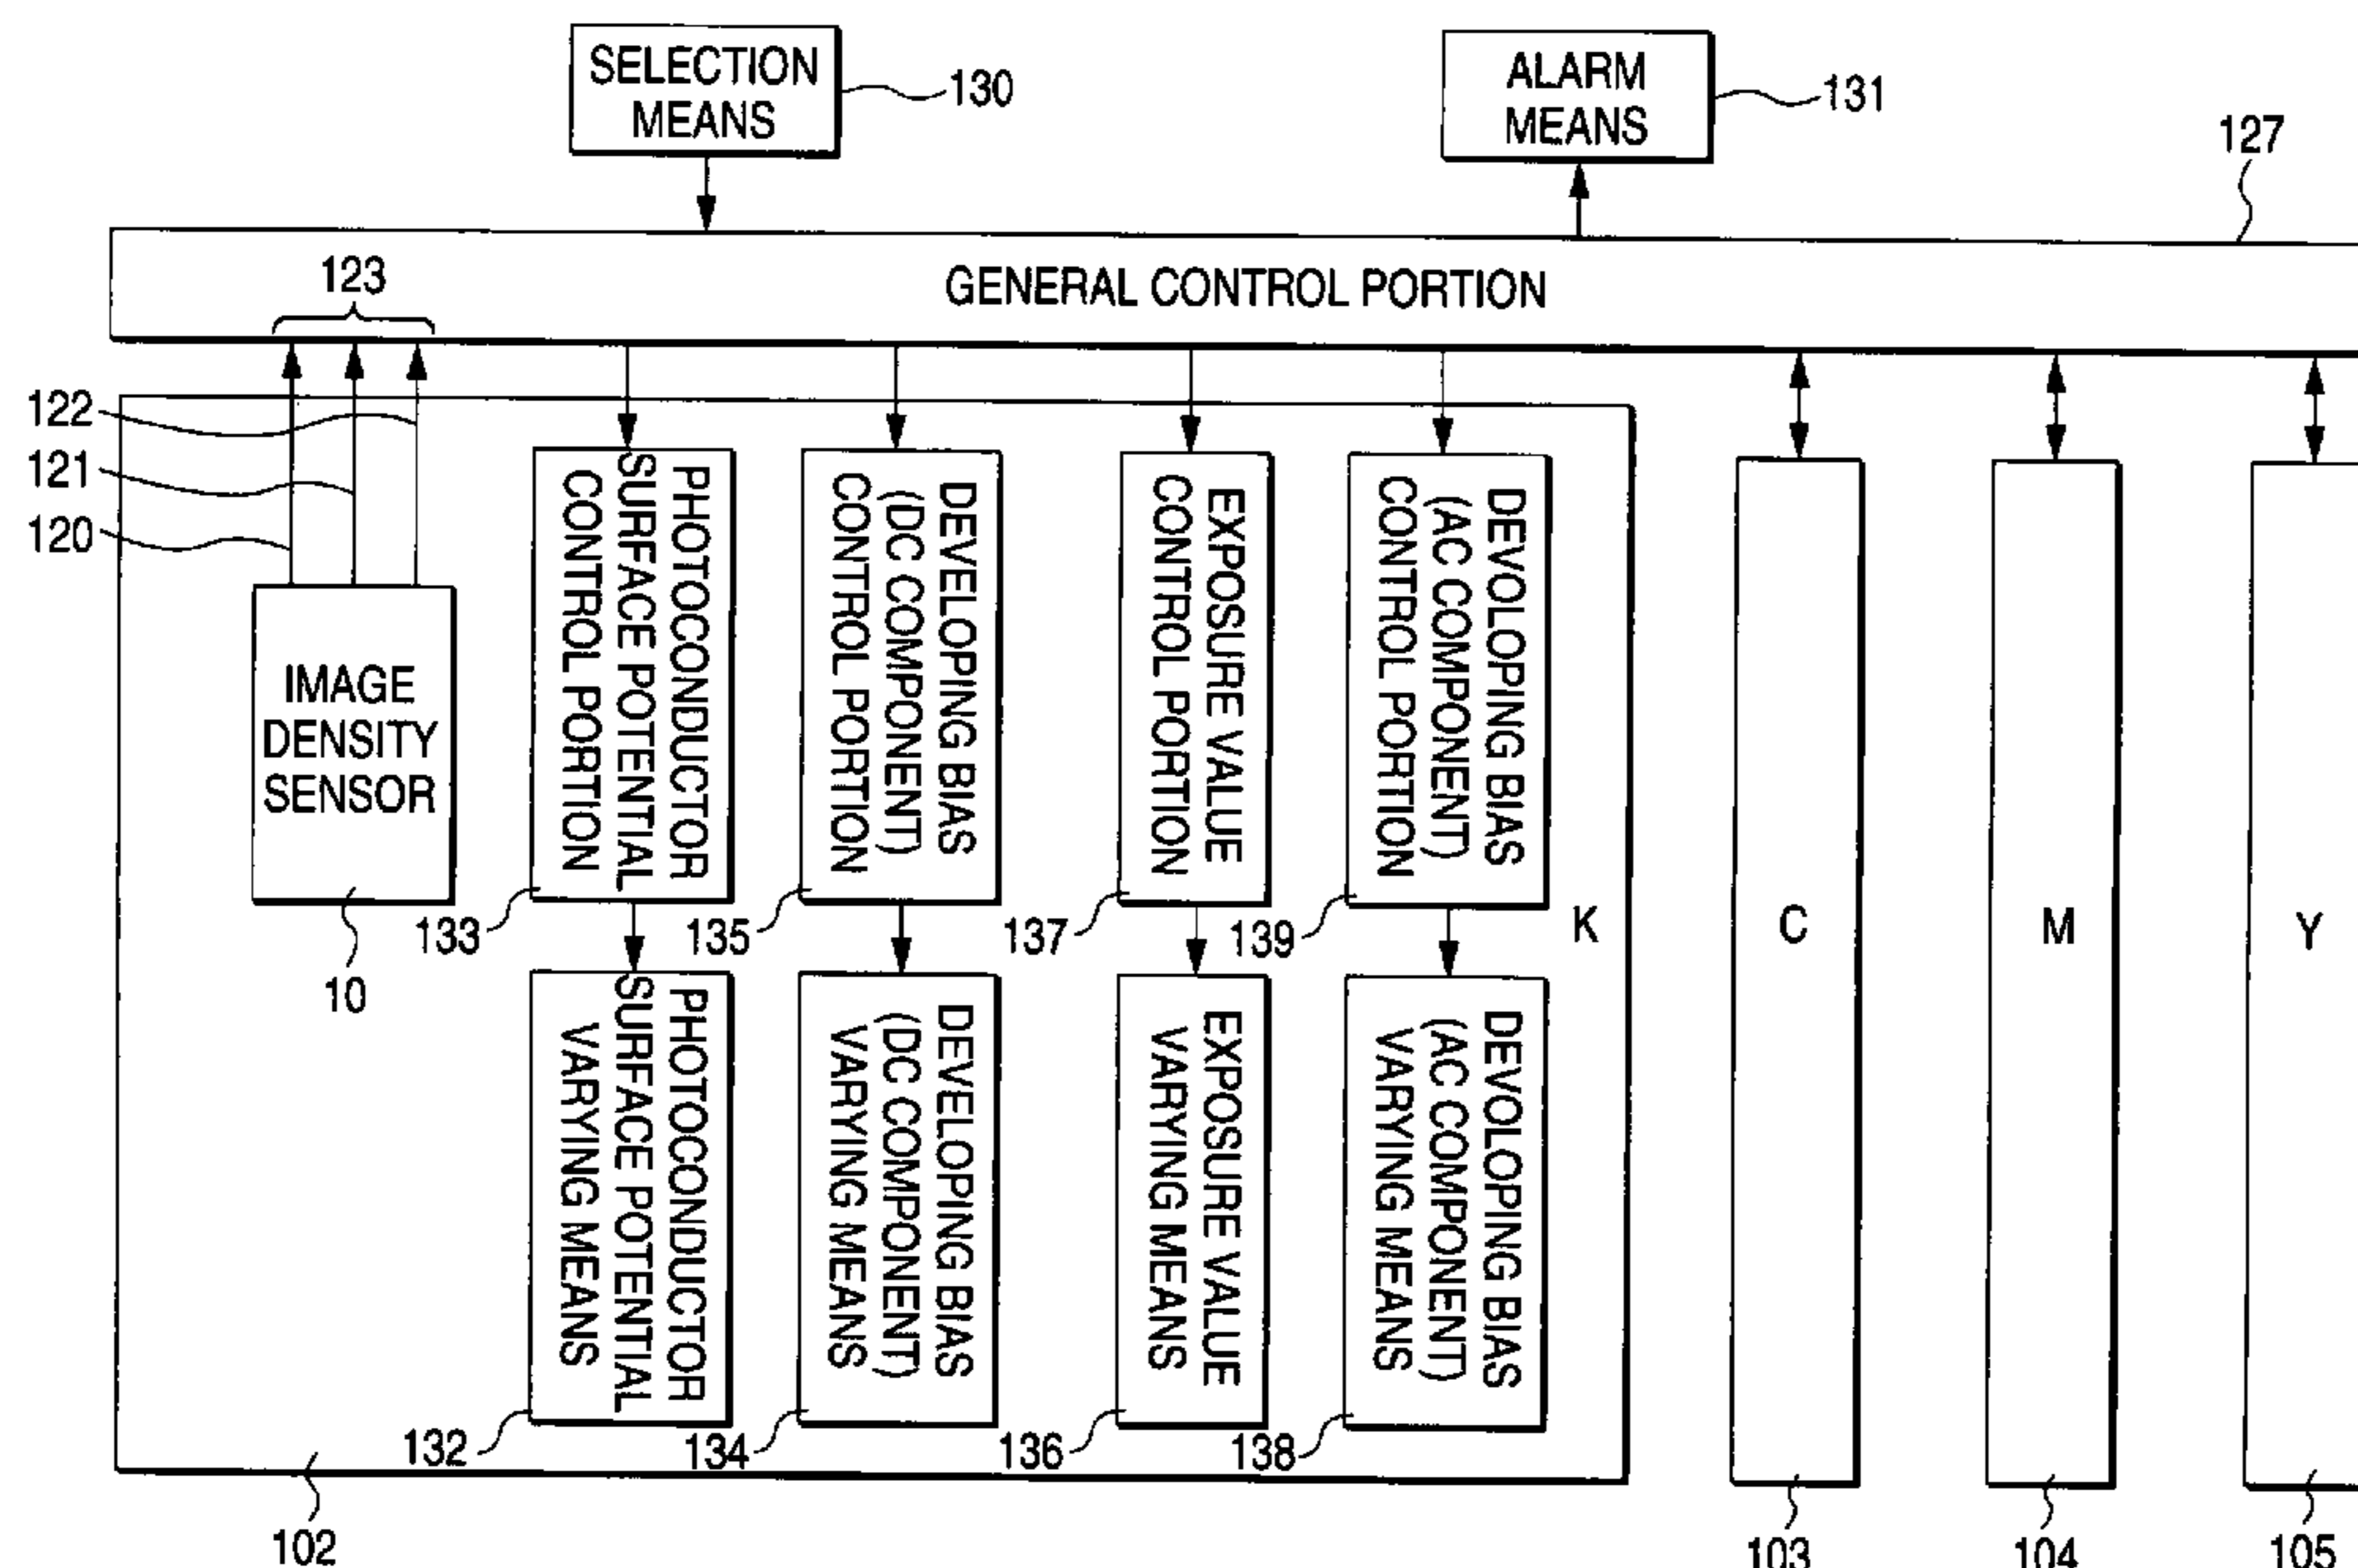 SELECTION
MEANS
130
ALARM
MEANS
131
127
123
GENERAL CONTROL PORTION
122
121
120
IMAGE
DENSITY
SENSOR
10
PHOTOCONDUCTOR
SURFACE POTENTIAL
CONTROL PORTION
133
DEVELOPING BIAS
(DC COMPONENT)
CONTROL PORTION
135
EXPOSURE VALUE
CONTROL PORTION
137
DEVOLOPING BIAS
(AC COMPONENT)
CONTROL PORTION
139
K
C
M
Y
PHOTOCONDUCTOR
SURFACE POTENTIAL
VARYING MEANS
132
DEVELOPING BIAS
(DC COMPONENT)
VARYING MEANS
134
EXPOSURE VALUE
VARYING MEANS
136
DEVOLOPING BIAS
(AC COMPONENT)
VARYING MEANS
138
102
103
104
105